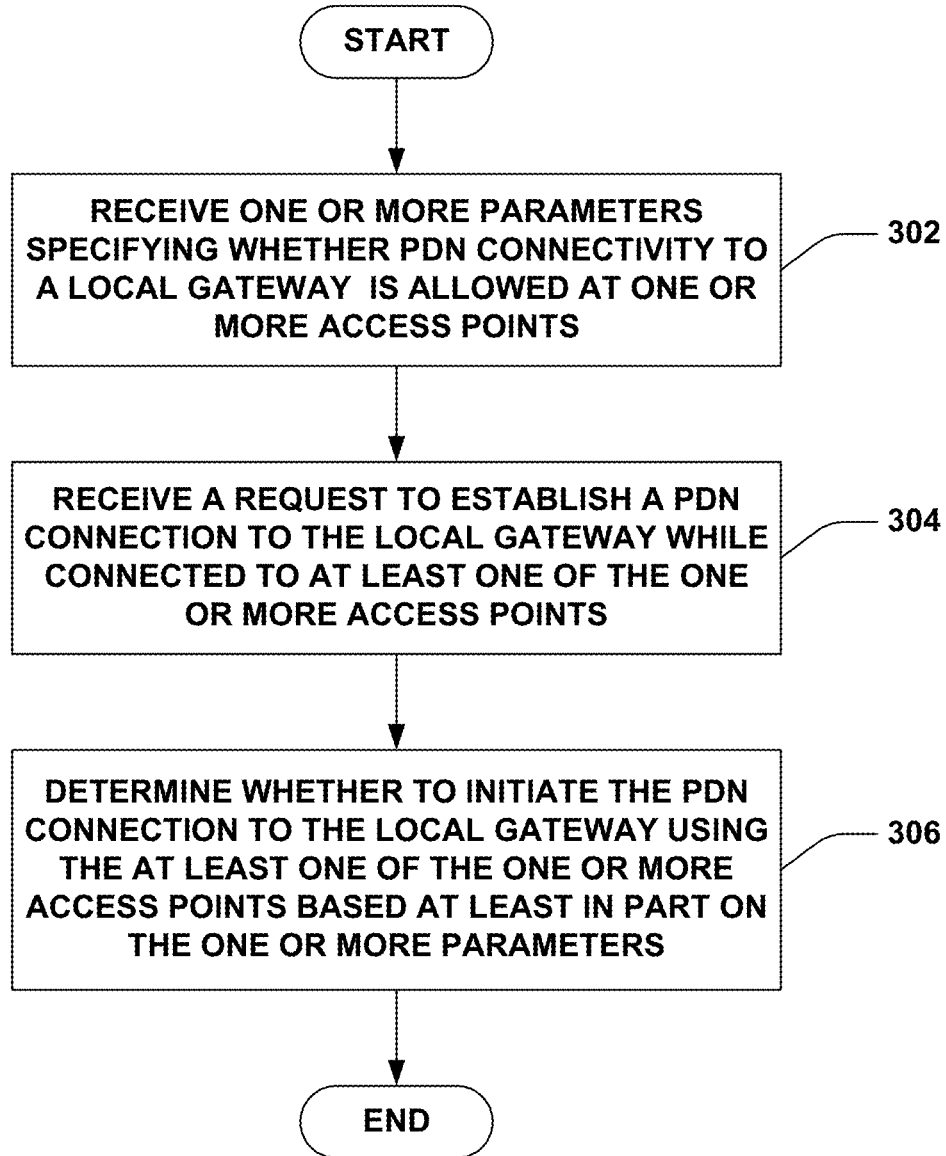 START
RECEIVE ONE OR MORE PARAMETERS
SPECIFYING WHETHER PDN CONNECTIVITY TO
A LOCAL GATEWAY IS ALLOWED AT ONE OR
MORE ACCESS POINTS
302
RECEIVE A REQUEST TO ESTABLISH A PDN
CONNECTION TO THE LOCAL GATEWAY WHILE
CONNECTED TO AT LEAST ONE OF THE ONE
OR MORE ACCESS POINTS
304
DETERMINE WHETHER TO INITIATE THE PDN
CONNECTION TO THE LOCAL GATEWAY USING
THE AT LEAST ONE OF THE ONE OR MORE
ACCESS POINTS BASED AT LEAST IN PART ON
THE ONE OR MORE PARAMETERS
306
END